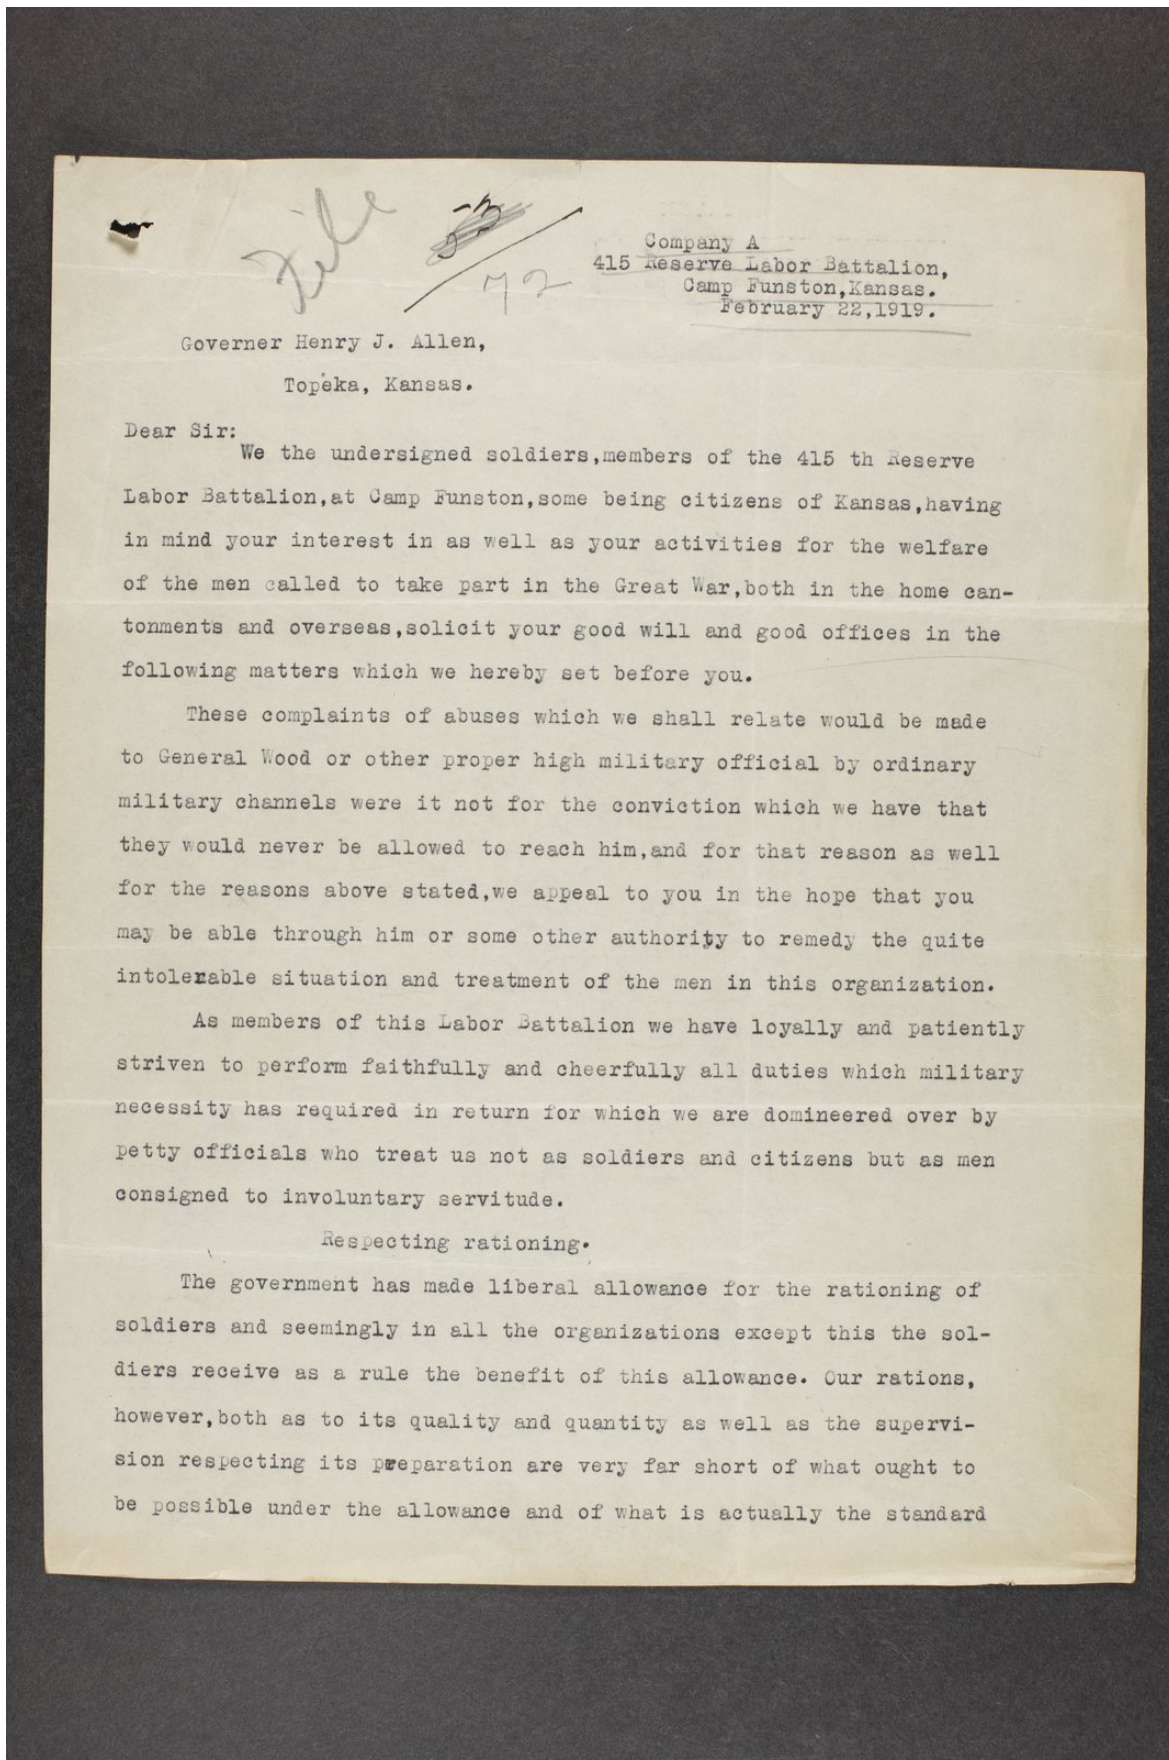 File
72
Company A
415 Reserve Labor Battalion,
Camp Funston,Kansas.
February 22,1919.
Governer Henry J. Allen,
Topeka, Kansas.
Dear Sir:
We the undersigned soldiers,members of the 415 th Reserve
Labor Battalion,at Camp Funston,some being citizens of Kansas,having
in mind your interest in as well as your activities for the welfare
of the men called to take part in the Great War,both in the home can-
tonments and overseas,solicit your good will and good offices in the
following matters which we hereby set before you.
These complaints of abuses which we shall relate would be made
to General Wood or other proper high military official by ordinary
military channels were it not for the conviction which we have that
they would never be allowed to reach him,and for that reason as well
for the reasons above stated,we appeal to you in the hope that you
may be able through him or some other authority to remedy the quite
intolerable situation and treatment of the men in this organization.
As members of this Labor Battalion we have loyally and patiently
striven to perform faithfully and cheerfully all duties which military
necessity has required in return for which we are domineered over by
petty officials who treat us not as soldiers and citizens but as men
consigned to involuntary servitude.
Respecting rationing.
The government has made liberal allowance for the rationing of
soldiers and seemingly in all the organizations except this the sol-
diers receive as a rule the benefit of this allowance. Our rations,
however,both as to its quality and quantity as well as the supervi-
sion respecting its preparation are very far short of what ought to
be possible under the allowance and of what is actually the standard